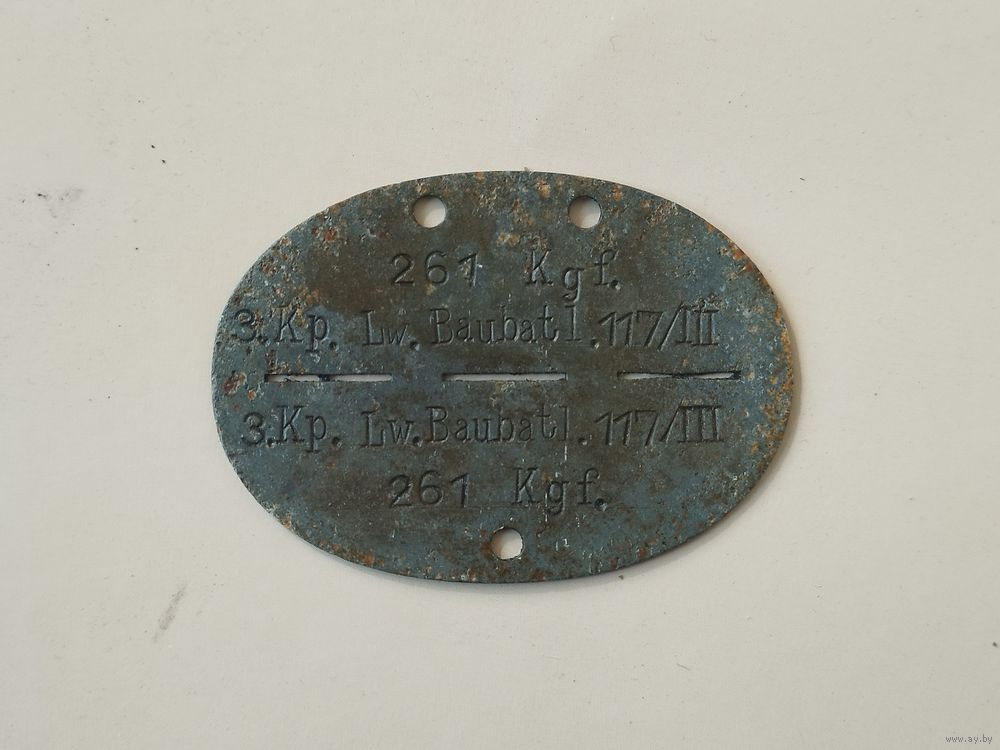 261 Kgf.
3.Kp. Lw. Baubatl.117/III
3.Kp. Lw.Baubatl.117/III
261 Kgf.
www.ay.by